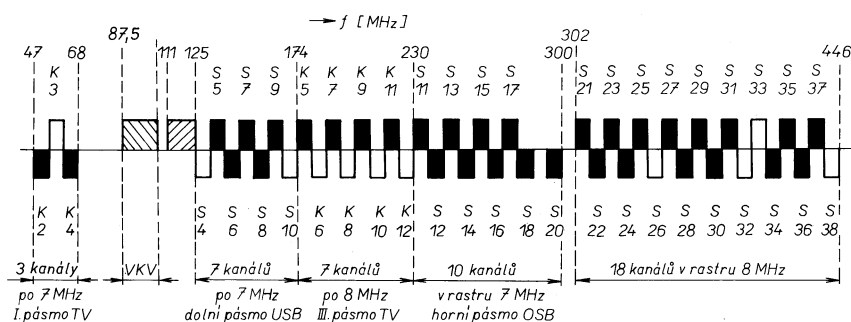 → f [MHz]
87,5
302
47 68 111 125 174 230 300 446
K S S S K K K K S S S S S S S S S S S S S
3 5 7 9 5 7 9 11 11 13 15 17 21 23 25 27 29 31 33 35 37
K K S S S S K K K K S S S S S S S S S S S S S S
2 4 4 6 8 10 6 8 10 12 12 14 16 18 20 22 24 26 28 30 32 34 36 38
3 kanály VKV 7 kanálů 7 kanálů 10 kanálů 18 kanálů v rastru 8 MHz
po 7 MHz po 7 MHz po 8 MHz v rastru 7 MHz
I. pásmo TV dolní pásmo USB III. pásmo TV horní pásmo OSB